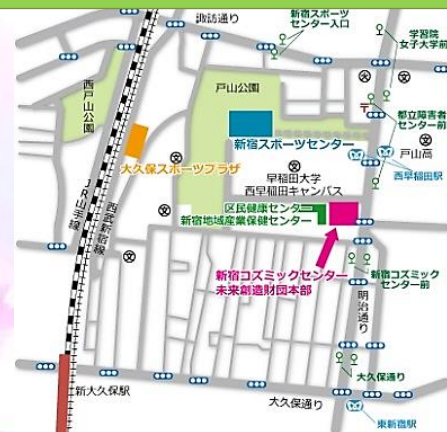 諏訪通り
新宿スポーツ
センター入口
学習院
女子大学前
戸山公園
西戸山公園
都立障害者
センター前
戸山高
新宿スポーツセンター
西早稲田駅
大久保スポーツプラザ
早稲田大学
西早稲田キャンパス
JR山手線
西武新宿線
区民健康センター
新宿地域産業保健センター
新宿コズミックセンター
未来創造財団本部
新宿コズミック
センター前
明治通り
大久保通り
新大久保駅
大久保通り
東新宿駅